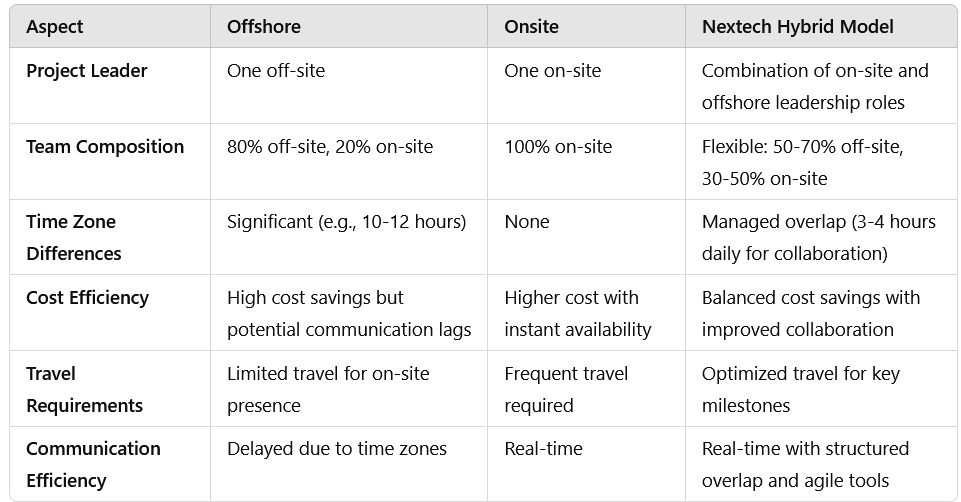 Aspect Offshore Onsite Nextech Hybrid Model
Project Leader One off-site One on-site Combination of on-site and
offshore leadership roles
Team Composition 80% off-site, 20% on-site 100% on-site Flexible: 50-70% off-site,
30-50% on-site
Time Zone Significant (e.g., 10-12 hours) None Managed overlap (3-4 hours
Differences daily for collaboration)
Cost Efficiency High cost savings but Higher cost with Balanced cost savings with
potential communication lags instant availability improved collaboration
Travel Limited travel for on-site Frequent travel Optimized travel for key
Requirements presence required milestones
Communication Delayed due to time zones Real-time Real-time with structured
Efficiency overlap and agile tools